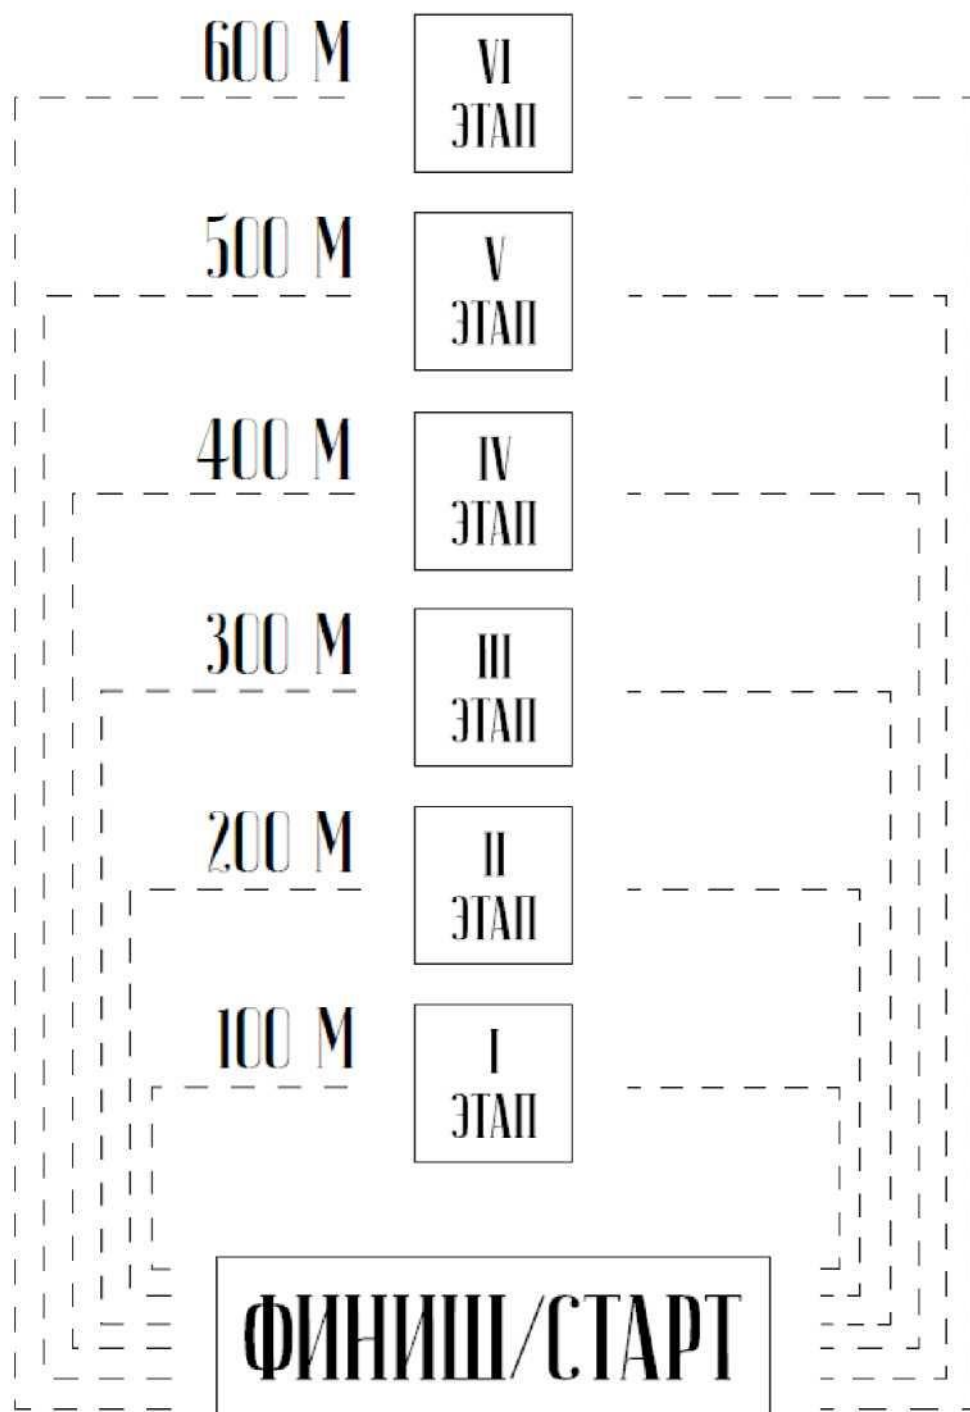 600 М
VI
ЭТАП
500 М
V
ЭТАП
400 М
IV
ЭТАП
300 М
III
ЭТАП
200 М
II
ЭТАП
100 М
I
ЭТАП
ФИНИШ/СТАРТ